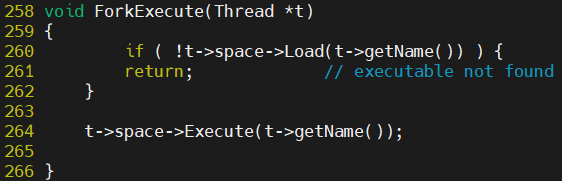 258 void ForkExecute(Thread *t)
259 {
260         if ( !t->space->Load(t->getName()) ) {
261         return;             // executable not found
262     }
263
264     t->space->Execute(t->getName());
265
266 }